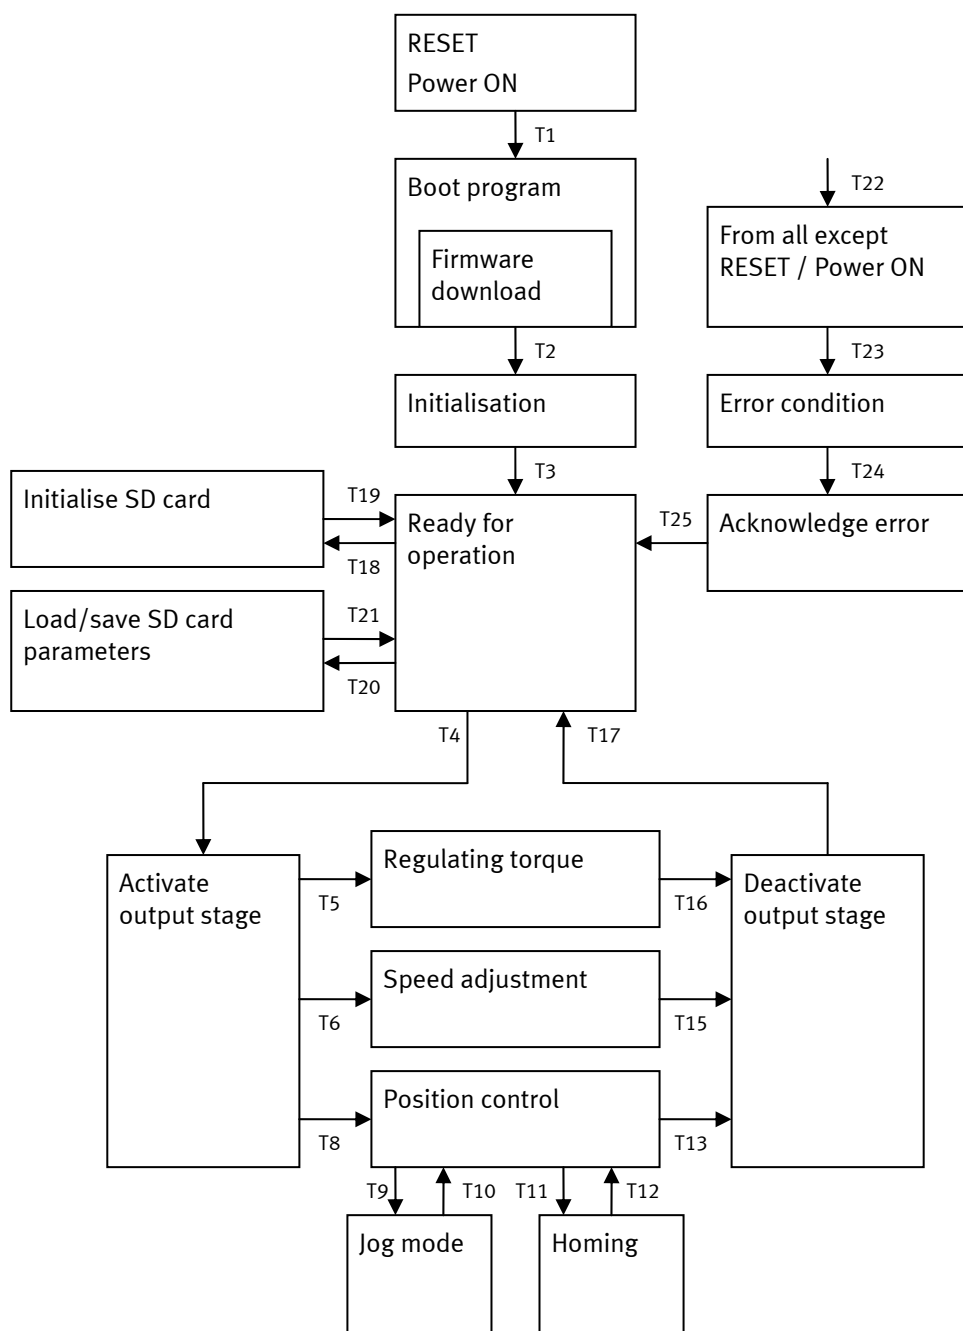 RESET
Power ON
T1
Boot program
T22
From all except
RESET / Power ON
Firmware
download
T2
T23
Initialisation
Error condition
T3
T24
Initialise SD card
T19
Ready for
operation
T25
Acknowledge error
T18
Load/save SD card
parameters
T21
T20
T4
T17
Activate
output stage
Regulating torque
Deactivate
output stage
T5
T16
Speed adjustment
T6
T15
Position control
T8
T13
T9
T10
T11
T12
Jog mode
Homing